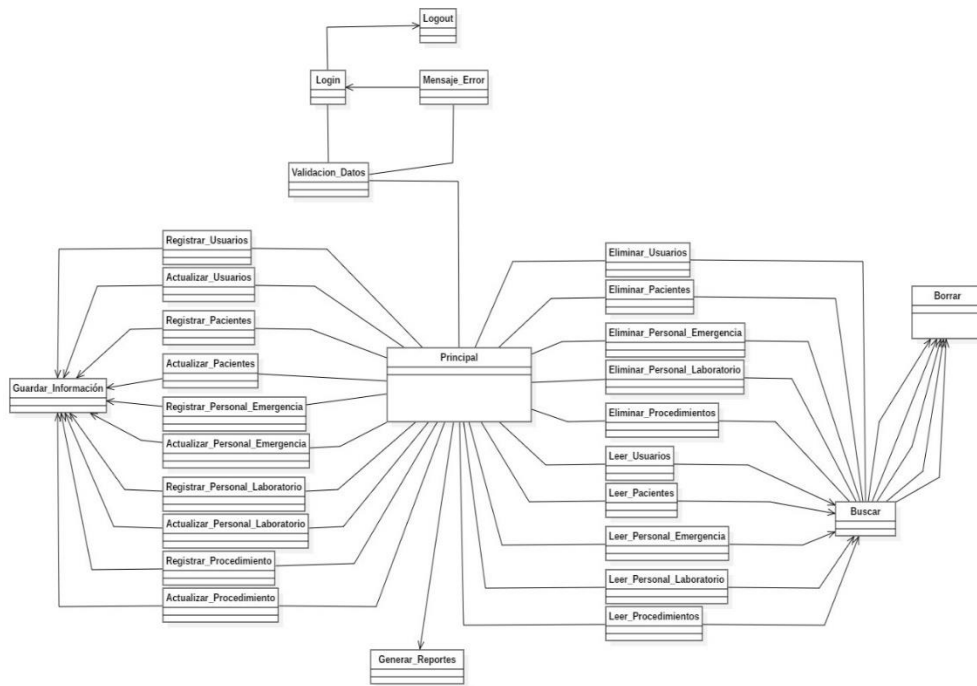 Logout
Login
Mensaje_Error
Validacion_Datos
Registrar_Usuarios
Actualizar_Usuarios
Registrar_Pacientes
Actualizar_Pacientes
Guardar_Información
Registrar_Personal_Emergencia
Actualizar_Personal_Emergencia
Registrar_Personal_Laboratorio
Actualizar_Personal_Laboratorio
Registrar_Procedimiento
Actualizar_Procedimiento
Principal
Generar_Reportes
Eliminar_Usuarios
Eliminar_Pacientes
Eliminar_Personal_Emergencia
Eliminar_Personal_Laboratorio
Eliminar_Procedimientos
Leer_Usuarios
Leer_Pacientes
Leer_Personal_Emergencia
Leer_Personal_Laboratorio
Leer_Procedimientos
Borrar
Buscar